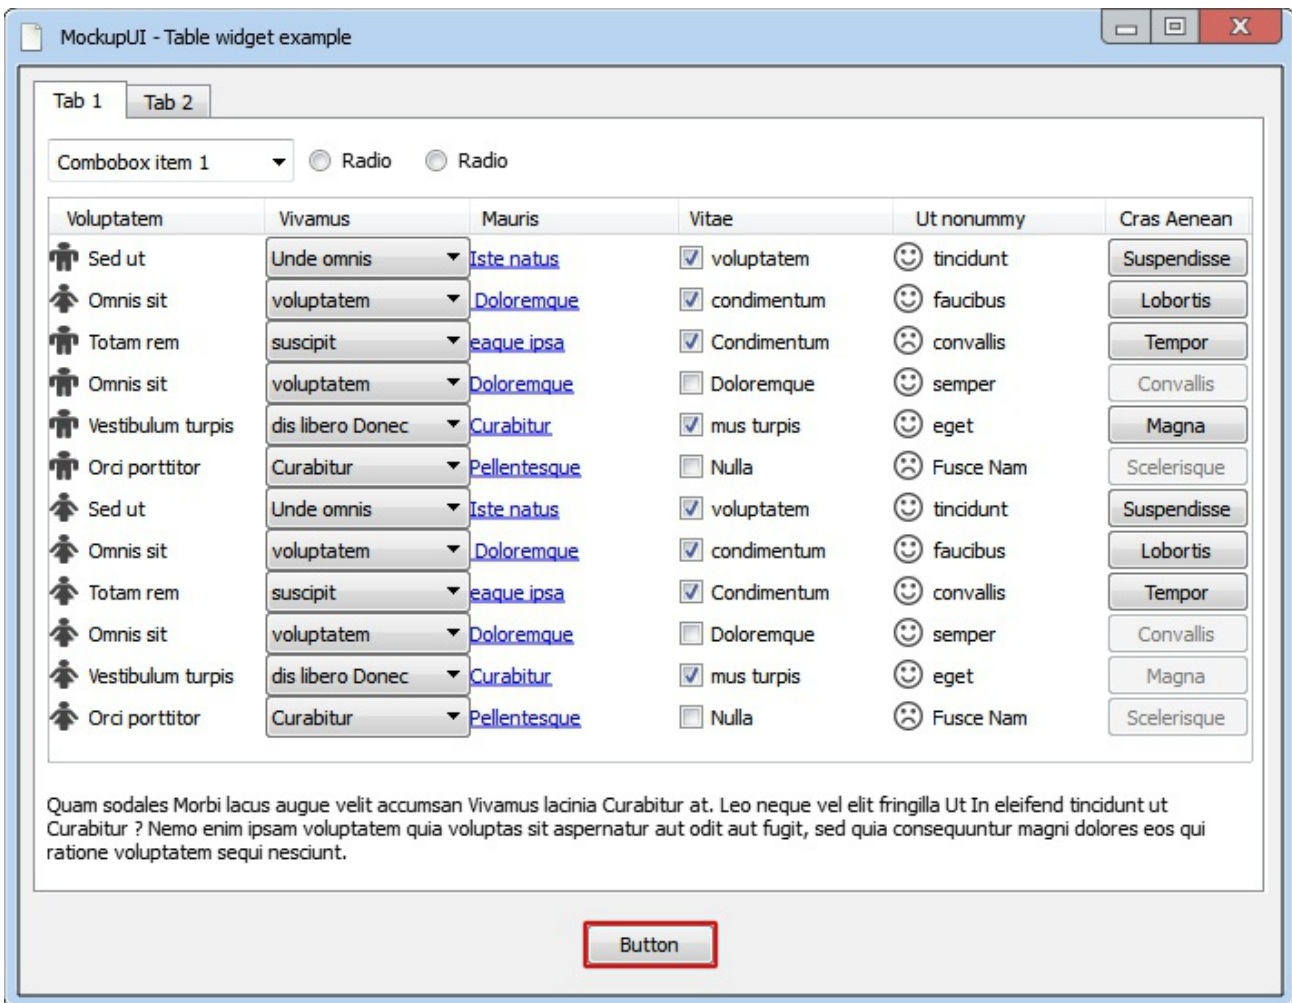 MockupUI - Table widget example
Tab 1 Tab 2
Combobox item 1 Radio Radio
Voluptatem Vivamus Mauris Vitae Ut nonummy Cras Aenean
Sed ut Unde omnis Iste natus voluptatem tincidunt Suspendisse
Omnis sit voluptatem Doloremque condimentum faucibus Lobortis
Totam rem suscipit eaque ipsa Condimentum convallis Tempor
Omnis sit voluptatem Doloremque Doloremque semper Convallis
Vestibulum turpis dis libero Donec Curabitur mus turpis eget Magna
Orci porttitor Curabitur Pellentesque Nulla Fusce Nam Scelerisque
Sed ut Unde omnis Iste natus voluptatem tincidunt Suspendisse
Omnis sit voluptatem Doloremque condimentum faucibus Lobortis
Totam rem suscipit eaque ipsa Condimentum convallis Tempor
Omnis sit voluptatem Doloremque Doloremque semper Convallis
Vestibulum turpis dis libero Donec Curabitur mus turpis eget Magna
Orci porttitor Curabitur Pellentesque Nulla Fusce Nam Scelerisque
Quam sodales Morbi lacus augue velit accumsan Vivamus lacinia Curabitur at. Leo neque vel elit fringilla Ut In eleifend tincidunt ut
Curabitur ? Nemo enim ipsam voluptatem quia voluptas sit aspernatur aut odit aut fugit, sed quia consequuntur magni dolores eos qui
ratione voluptatem sequi nesciunt.
Button